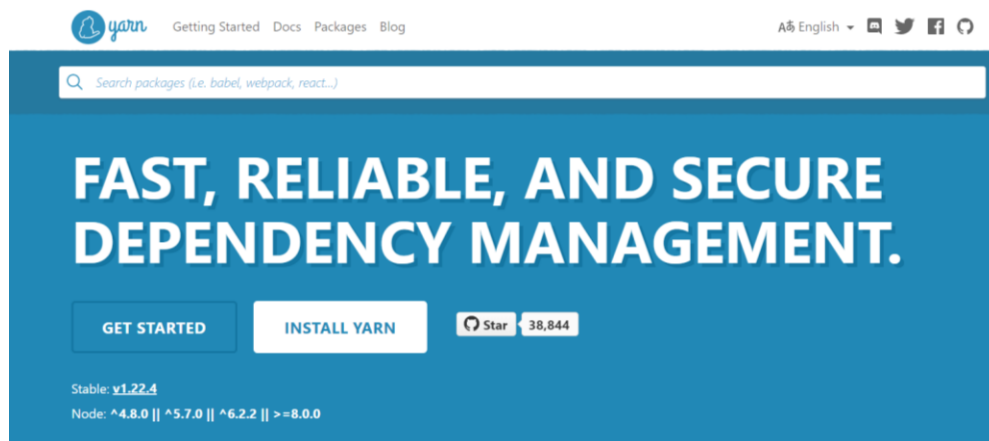 yarn Getting Started Docs Packages Blog Aあ English
Search packages (i.e. babel, webpack, react...)
FAST, RELIABLE, AND SECURE
DEPENDENCY MANAGEMENT.
GET STARTED INSTALL YARN Star 38,844
Stable: v1.22.4
Node: ^4.8.0 || ^5.7.0 || ^6.2.2 || >=8.0.0